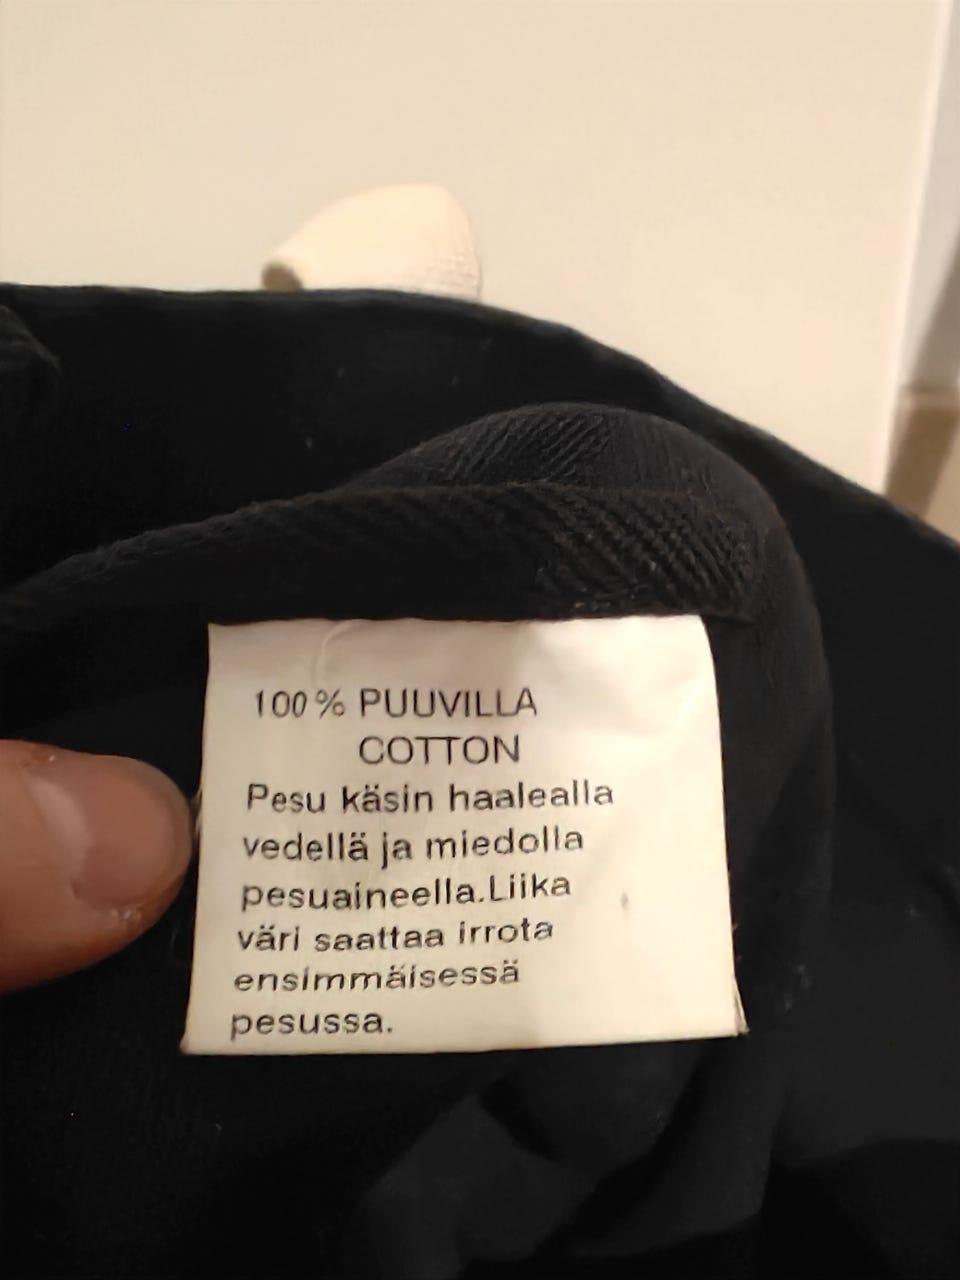 100% PUUVILLA
COTTON
Pesu käsin haalealla
vedellä ja miedolla
pesuaineella.Liika
väri saattaa irrota
ensimmäisessä
pesussa.